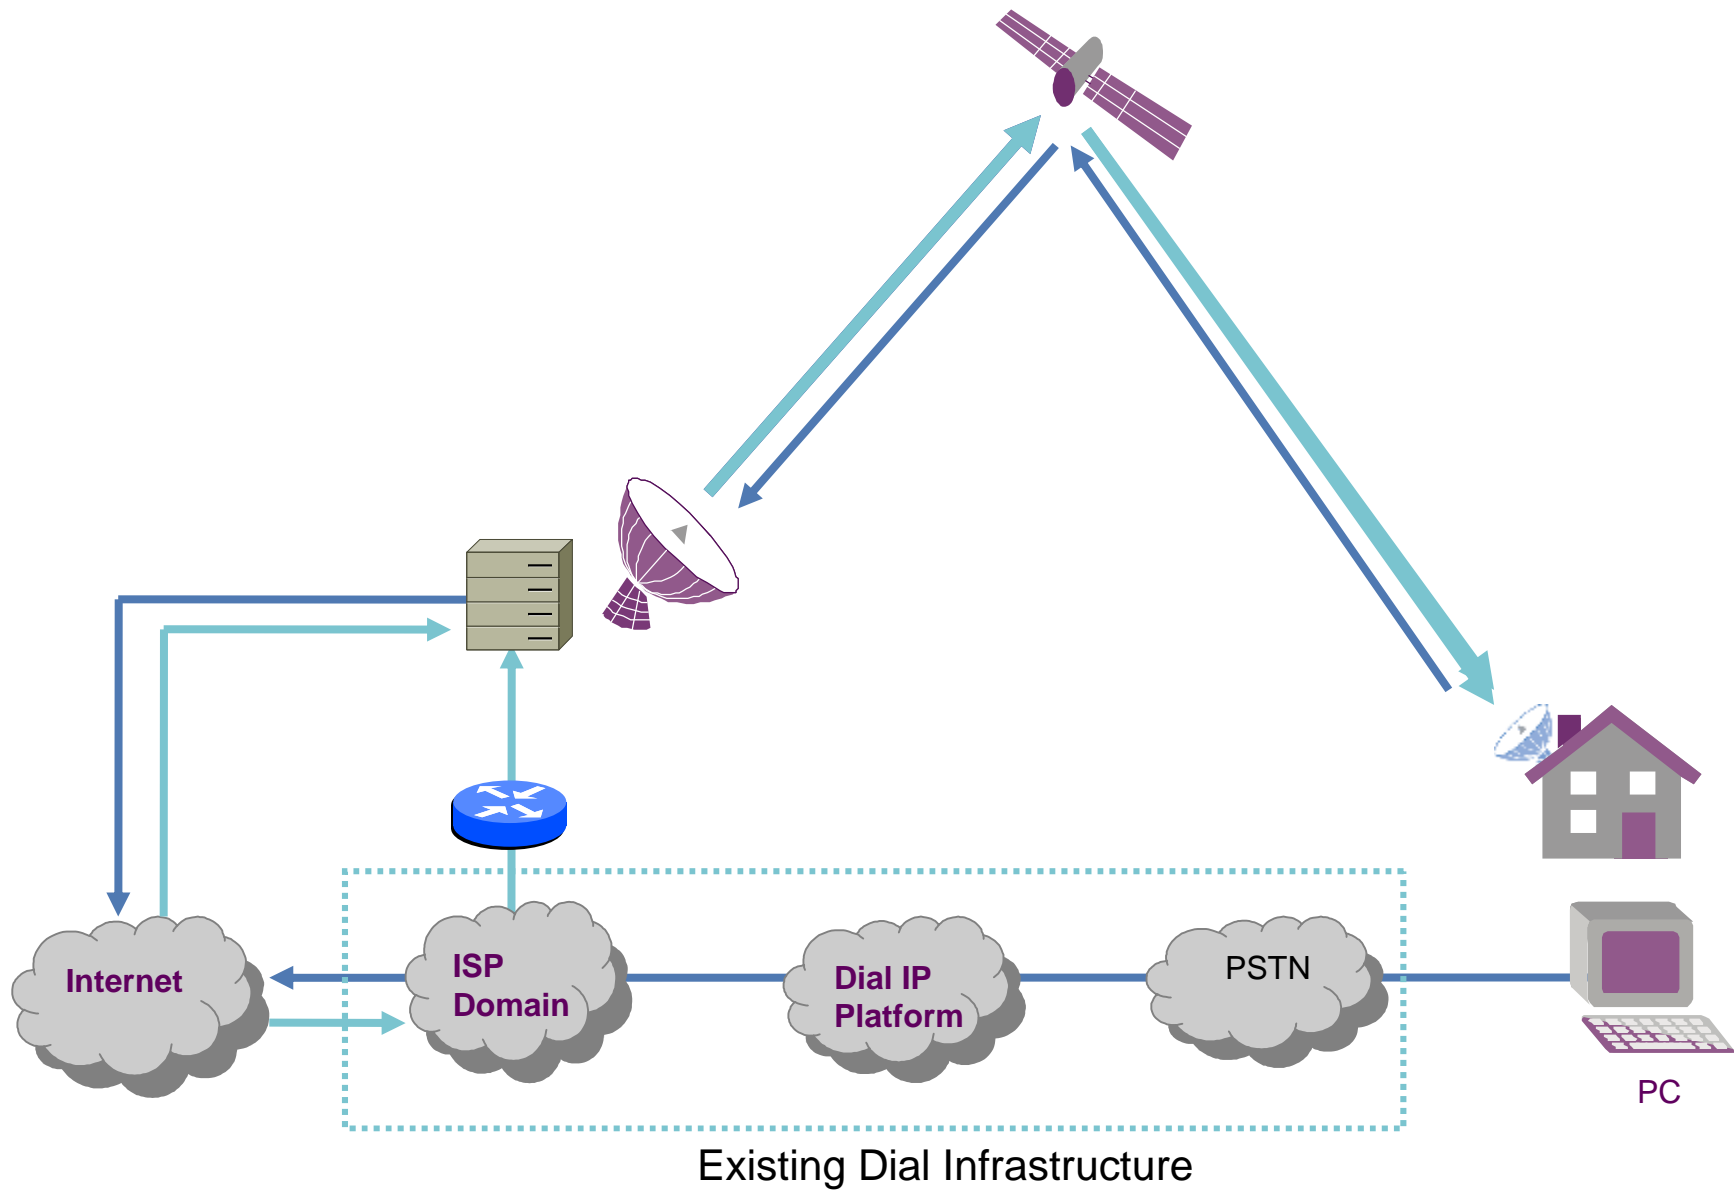 Internet
ISP
Domain
Dial IP
Platform
PSTN
PC
Existing Dial Infrastructure